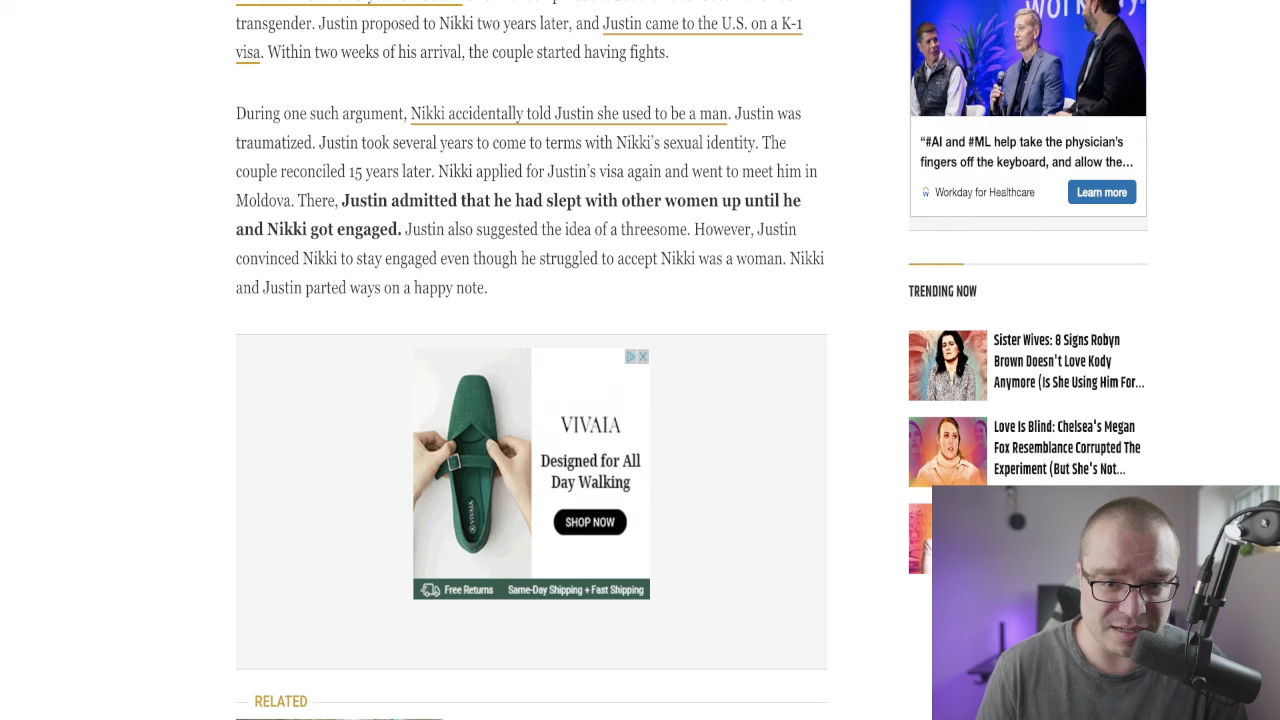 transgender. Justin proposed to Nikki two years later, and Justin came to the U.S. on a K-1
visa. Within two weeks of his arrival, the couple started having fights.
During one such argument, Nikki accidentally told Justin she used to be a man. Justin was
traumatized. Justin took several years to come to terms with Nikki’s sexual identity. The
couple reconciled 15 years later. Nikki applied for Justin’s visa again and went to meet him in
Moldova. There, Justin admitted that he had slept with other women up until he
and Nikki got engaged. Justin also suggested the idea of a threesome. However, Justin
convinced Nikki to stay engaged even though he struggled to accept Nikki was a woman. Nikki
and Justin parted ways on a happy note.
VIVAIA
Designed for All
Day Walking
SHOP NOW
VIVAIA
Free Returns Same-Day Shipping + Fast Shipping
RELATED
“#AI and #ML help take the physician’s
fingers off the keyboard, and allow the...
Workday for Healthcare
Learn more
TRENDING NOW
Sister Wives: 8 Signs Robyn
Brown Doesn't Love Kody
Anymore (Is She Using Him For...
Love Is Blind: Chelsea's Megan
Fox Resemblance Corrupted The
Experiment (But She's Not...